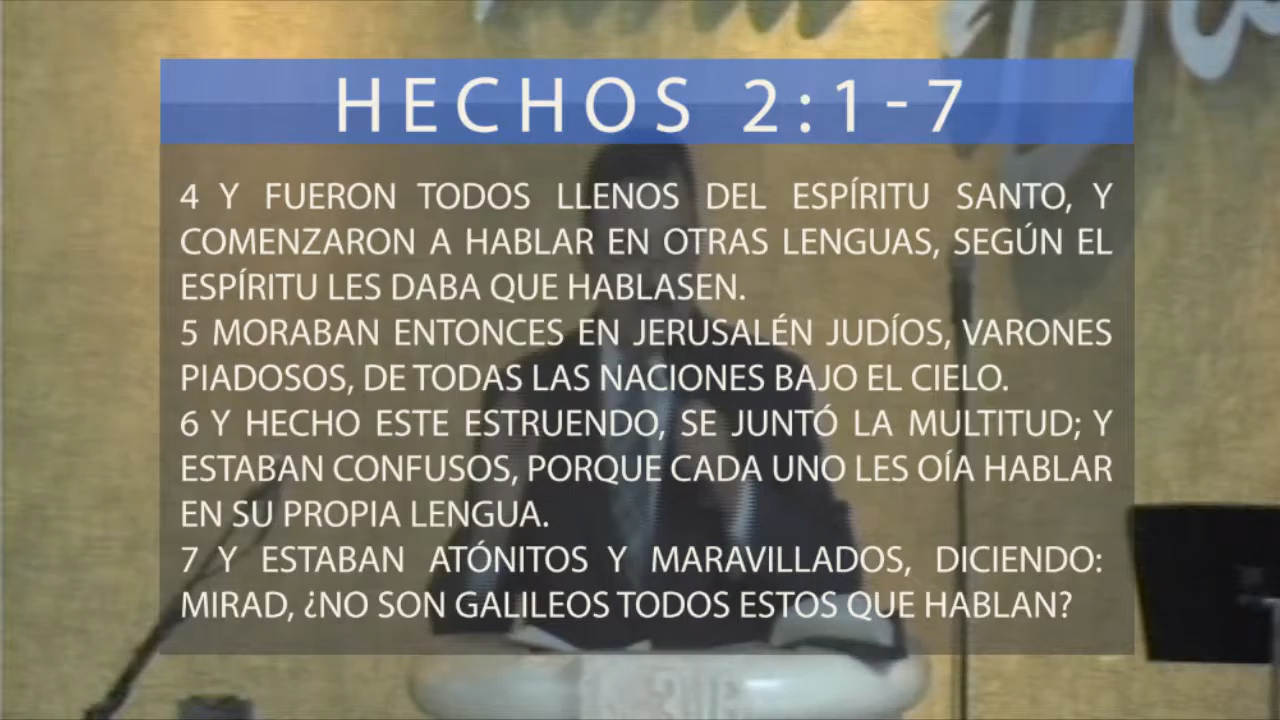 HECHOS 2:1-7
4 Y FUERON TODOS LLENOS DEL ESPÍRITU SANTO, Y
COMENZARON A HABLAR EN OTRAS LENGUAS, SEGÚN EL
ESPÍRITU LES DABA QUE HABLASEN.
5 MORABAN ENTONCES EN JERUSALÉN JUDÍOS, VARONES
PIADOSOS, DE TODAS LAS NACIONES BAJO EL CIELO.
6 Y HECHO ESTE ESTRUENDO, SE JUNTÓ LA MULTITUD; Y
ESTABAN CONFUSOS, PORQUE CADA UNO LES OÍA HABLAR
EN SU PROPIA LENGUA.
7 Y ESTABAN ATÓNITOS Y MARAVILLADOS, DICIENDO:
MIRAD, ¿NO SON GALILEOS TODOS ESTOS QUE HABLAN?